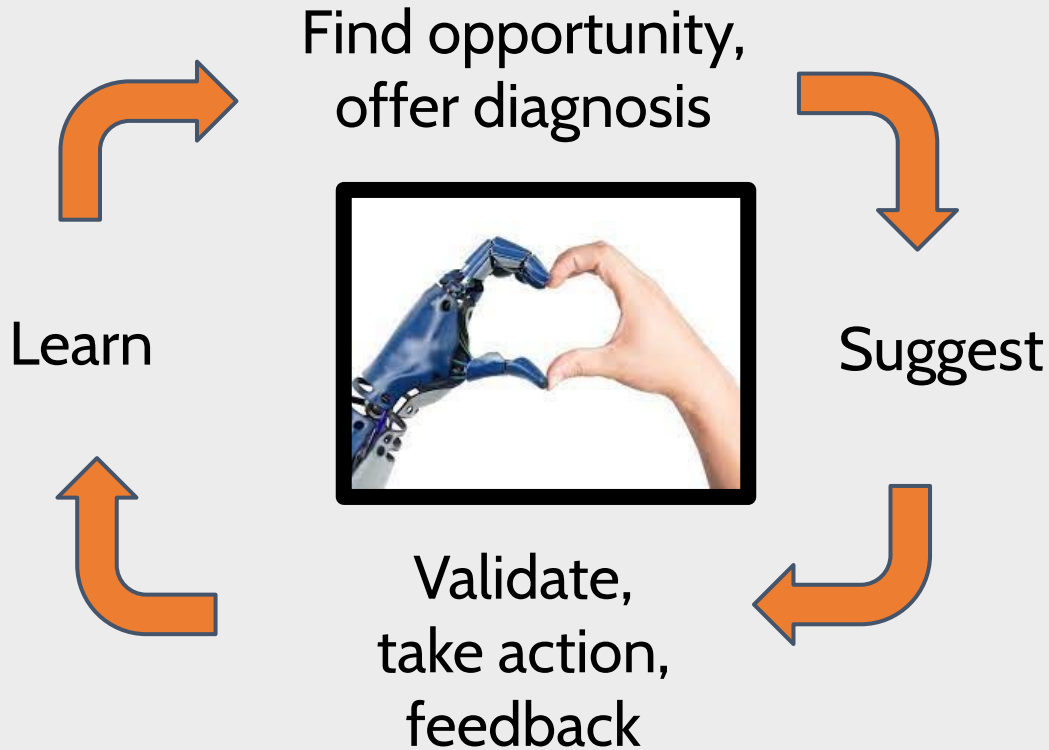 Find opportunity,
offer diagnosis
Learn
Suggest
Validate,
take action,
feedback